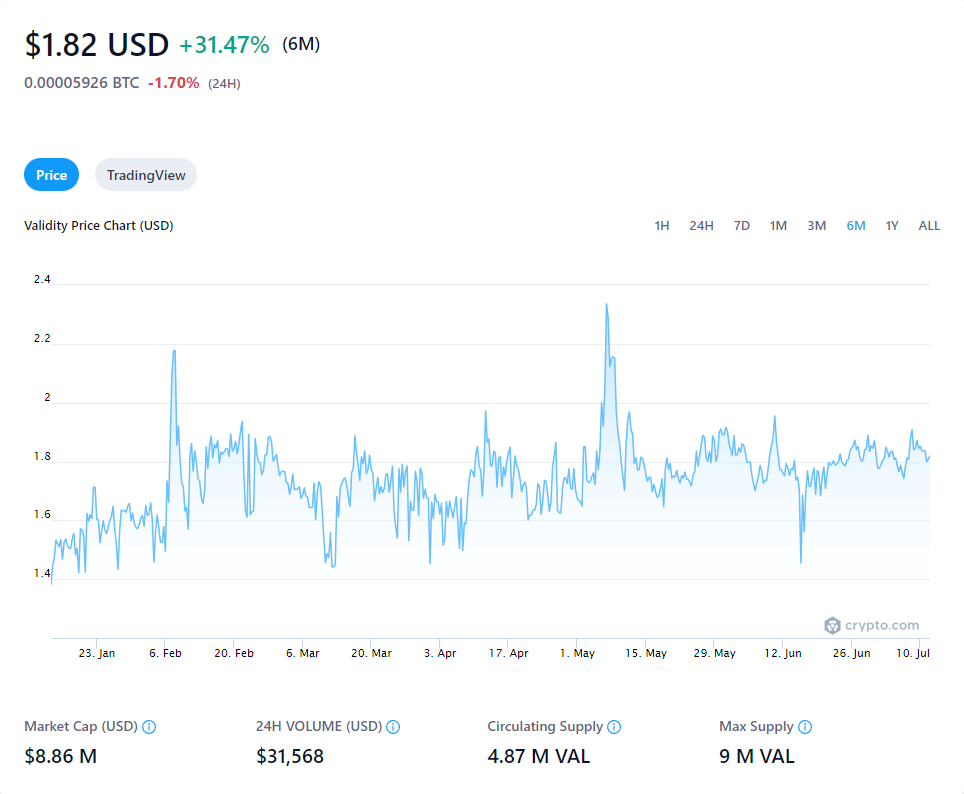 $1.82 USD +31.47% (6M)
0.00005926 BTC -1.70% (24H)
Price TradingView
Validity Price Chart (USD) 1H 24H 7D 1M 3M 6M 1Y ALL
2.4
2.2
2
1.8
1.6
1.4
crypto.com
23. Jan 6. Feb 20. Feb 6. Mar 20. Mar 3. Apr 17. Apr 1. May 15. May 29. May 12. Jun 26. Jun 10. Jul
Market Cap (USD) 24H VOLUME (USD) Circulating Supply Max Supply
$8.86 M $31,568 4.87 M VAL 9 M VAL